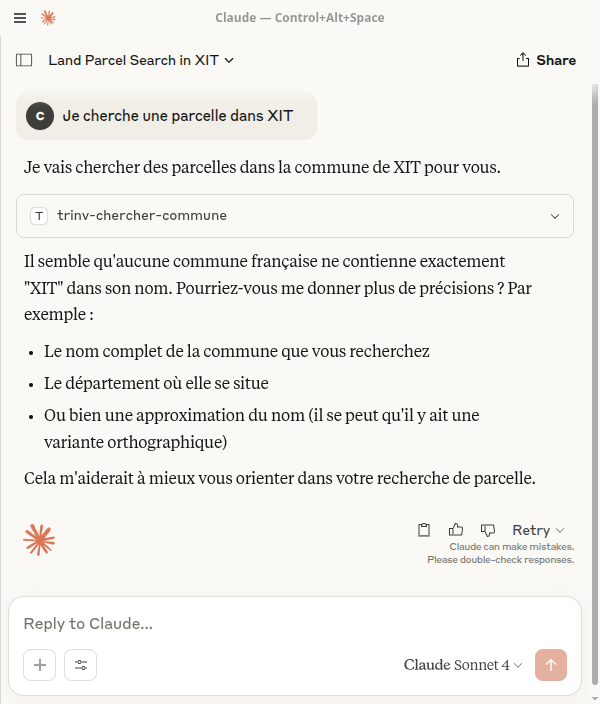 Claude — Control+Alt+Space
Land Parcel Search in XIT
Share
C
Je cherche une parcelle dans XIT
Je vais chercher des parcelles dans la commune de XIT pour vous.
T
trinv-chercher-commune
Il semble qu'aucune commune française ne contienne exactement
"XIT" dans son nom. Pourriez-vous me donner plus de précisions ? Par
exemple :
• Le nom complet de la commune que vous recherchez
• Le département où elle se situe
• Ou bien une approximation du nom (il se peut qu'il y ait une
variante orthographique)
Cela m'aiderait à mieux vous orienter dans votre recherche de parcelle.
Retry
Claude can make mistakes.
Please double-check responses.
Reply to Claude...
Claude Sonnet 4